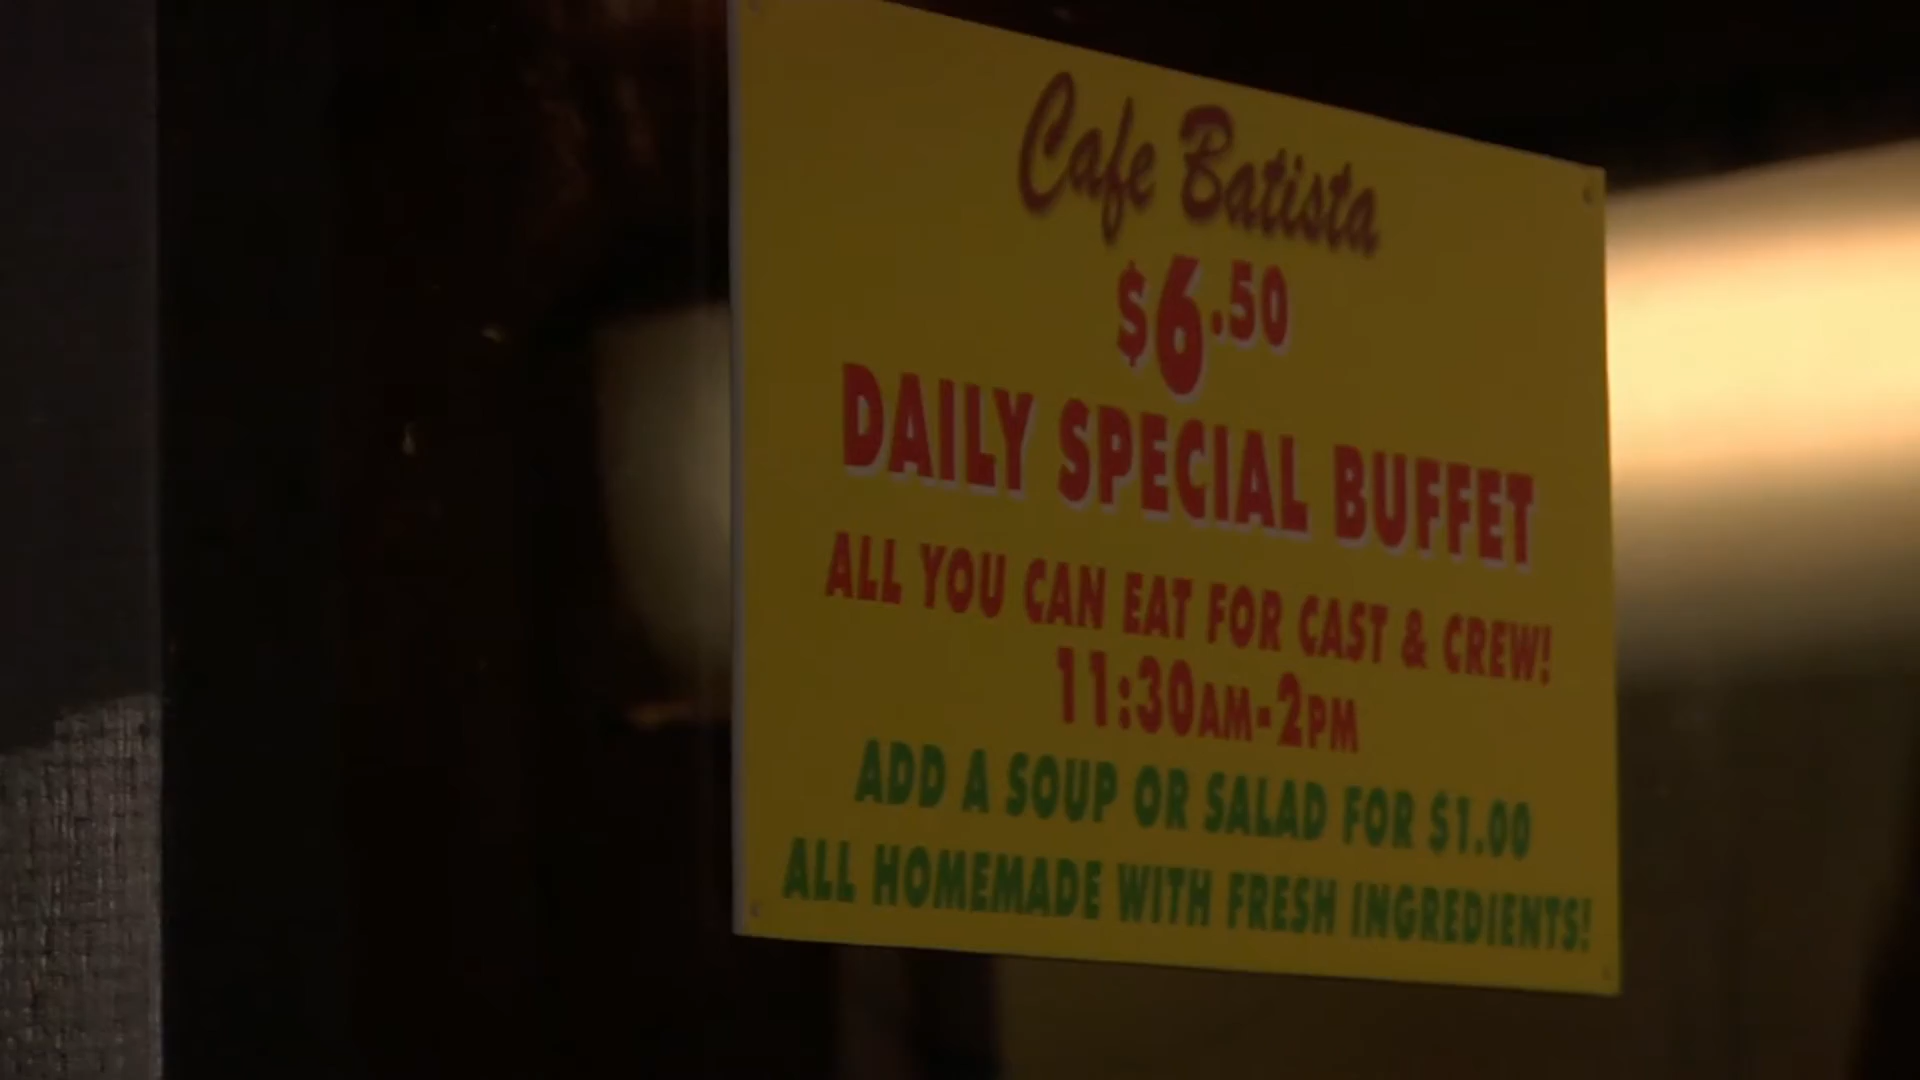 Cafe Batista
$6.50
DAILY SPECIAL BUFFET
ALL YOU CAN EAT FOR CAST & CREW!
11:30AM-2PM
ADD A SOUP OR SALAD FOR $1.00
ALL HOMEMADE WITH FRESH INGREDIENTS!